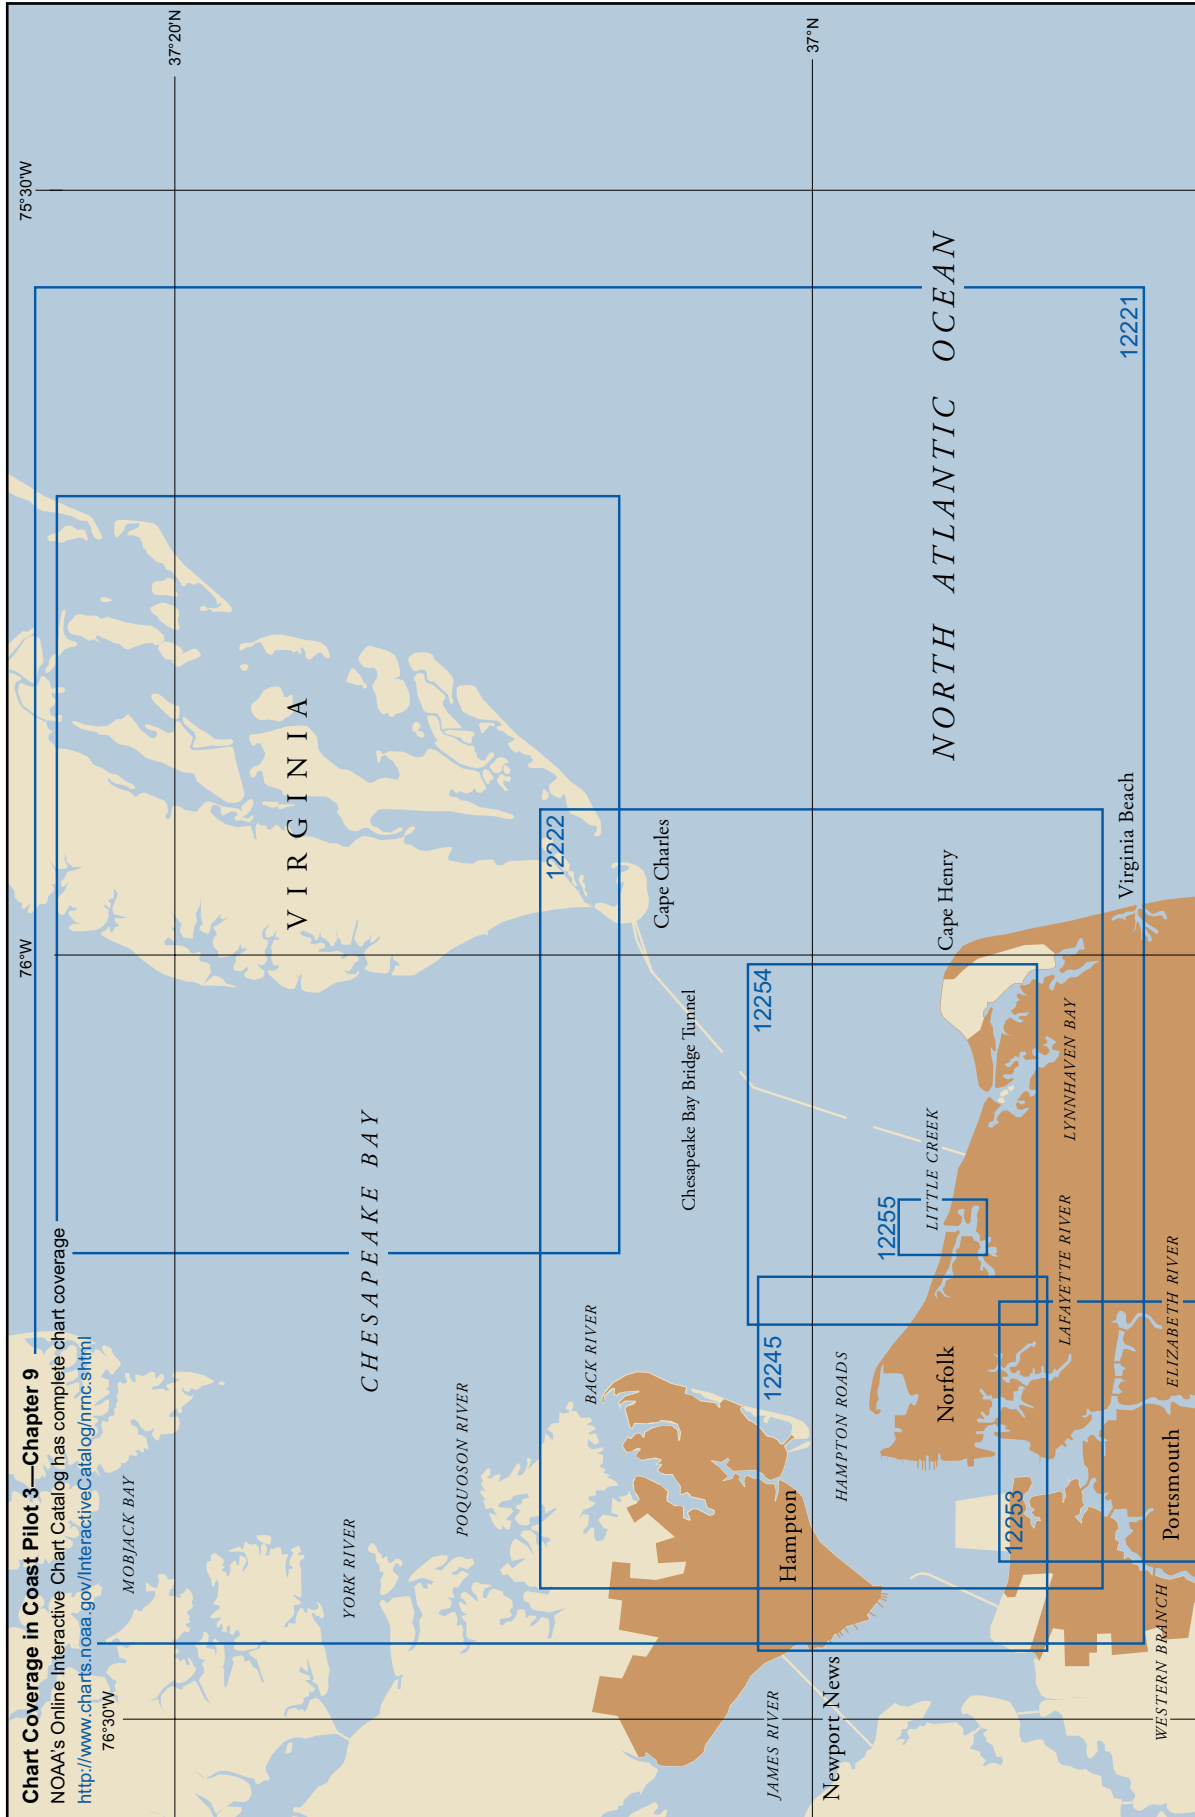 Chart Coverage in Coast Pilot 3—Chapter 9
NOAA's Online Interactive Chart Catalog has complete chart coverage
http://www.charts.noaa.gov/InteractiveCatalog/nrnc.shtml
76°30'W
76°W
75°30'W
37°20'N
37°N
MOBJACK BAY
VIRGINIA
YORK RIVER
CHESAPEAKE BAY
POQUOSON RIVER
BACK RIVER
12222
Cape Charles
Chesapeake Bay Bridge Tunnel
12254
12245
JAMES RIVER
Hampton
Newport News
HAMPTON ROADS
12255
LITTLE CREEK
Norfolk
Cape Henry
NORTH ATLANTIC OCEAN
12253
LAFAYETTE RIVER
LYNNHAVEN BAY
Virginia Beach
12221
WESTERN BRANCH
Portsmouth
ELIZABETH RIVER